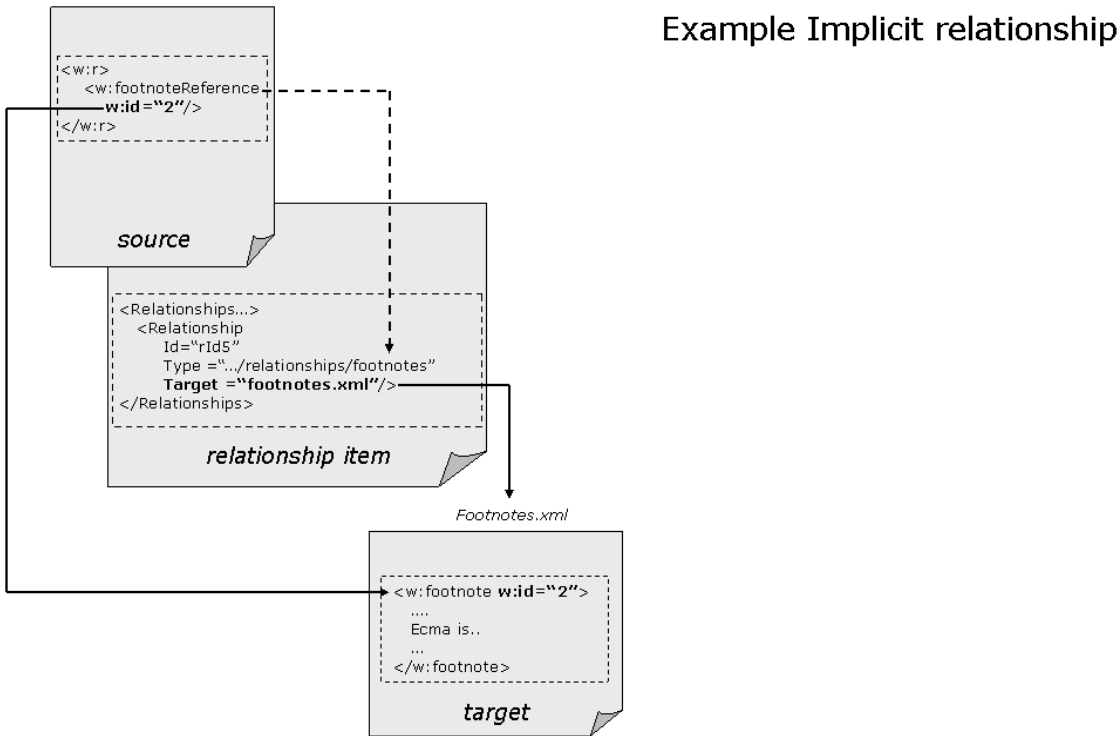 Example Implicit relationship
<w:r>
<w:footnoteReference
w:id="2"/>
</w:r>
source
<Relationships...>
<Relationship
Id="rId5"
Type =".../relationships/footnotes"
Target ="footnotes.xml"/>
</Relationships>
relationship item
Footnotes.xml
<w:footnote w:id="2">
....
Ecma is..
...
</w:footnote>
target